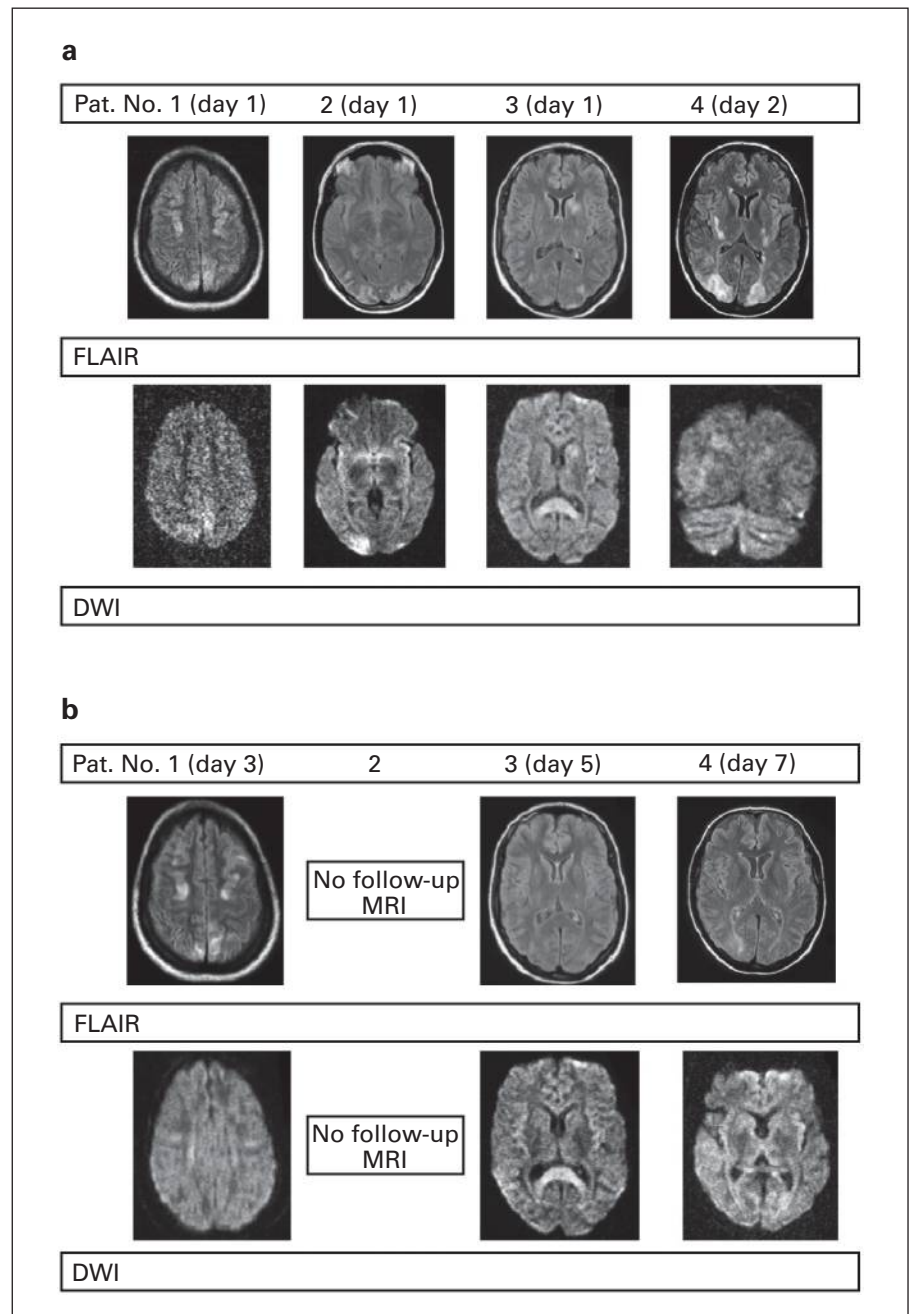 a
Pat. No. 1 (day 1) 2 (day 1) 3 (day 1) 4 (day 2)
FLAIR
DWI
b
Pat. No. 1 (day 3) 2 3 (day 5) 4 (day 7)
No follow-up
MRI
FLAIR
No follow-up
MRI
DWI